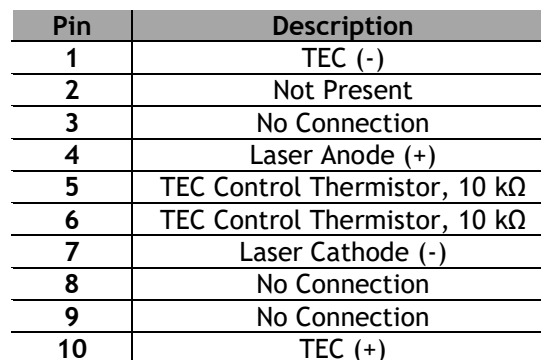 Pin Description
1 TEC (-)
2 Not Present
3 No Connection
4 Laser Anode (+)
5 TEC Control Thermistor, 10 kΩ
6 TEC Control Thermistor, 10 kΩ
7 Laser Cathode (-)
8 No Connection
9 No Connection
10 TEC (+)